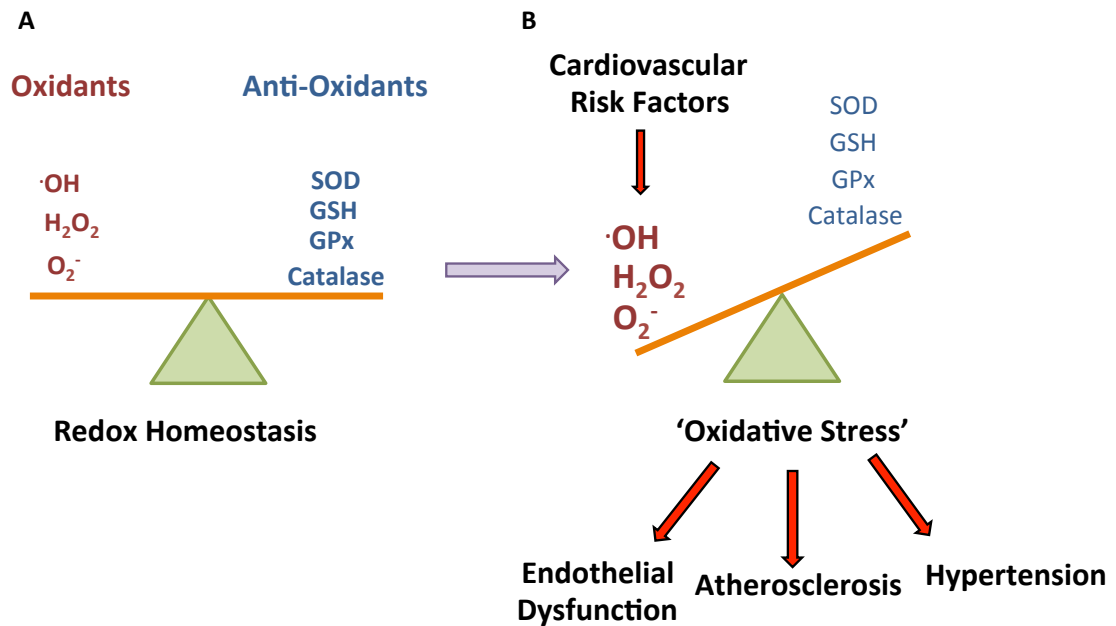 A
Oxidants
Anti-Oxidants
·OH
H₂O₂
O₂⁻
SOD
GSH
GPx
Catalase
Redox Homeostasis
B
Cardiovascular
Risk Factors
SOD
GSH
GPx
Catalase
·OH
H₂O₂
O₂⁻
‘Oxidative Stress’
Endothelial
Dysfunction
Atherosclerosis
Hypertension